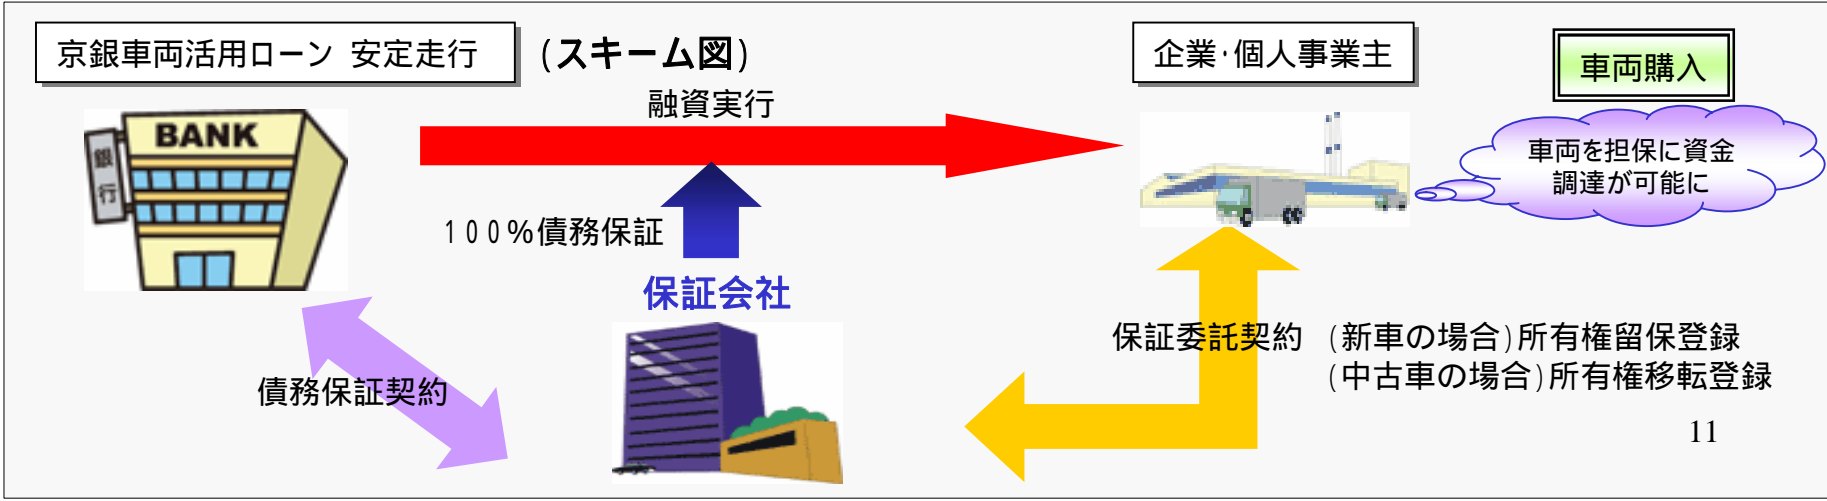 京銀車両活用ローン 安定走行
(スキーム図)
企業・個人事業主
車両購入
融資実行
BANK
銀行
車両を担保に資金
調達が可能に
100%債務保証
保証会社
保証委託契約 (新車の場合)所有権留保登録
(中古車の場合)所有権移転登録
債務保証契約
11